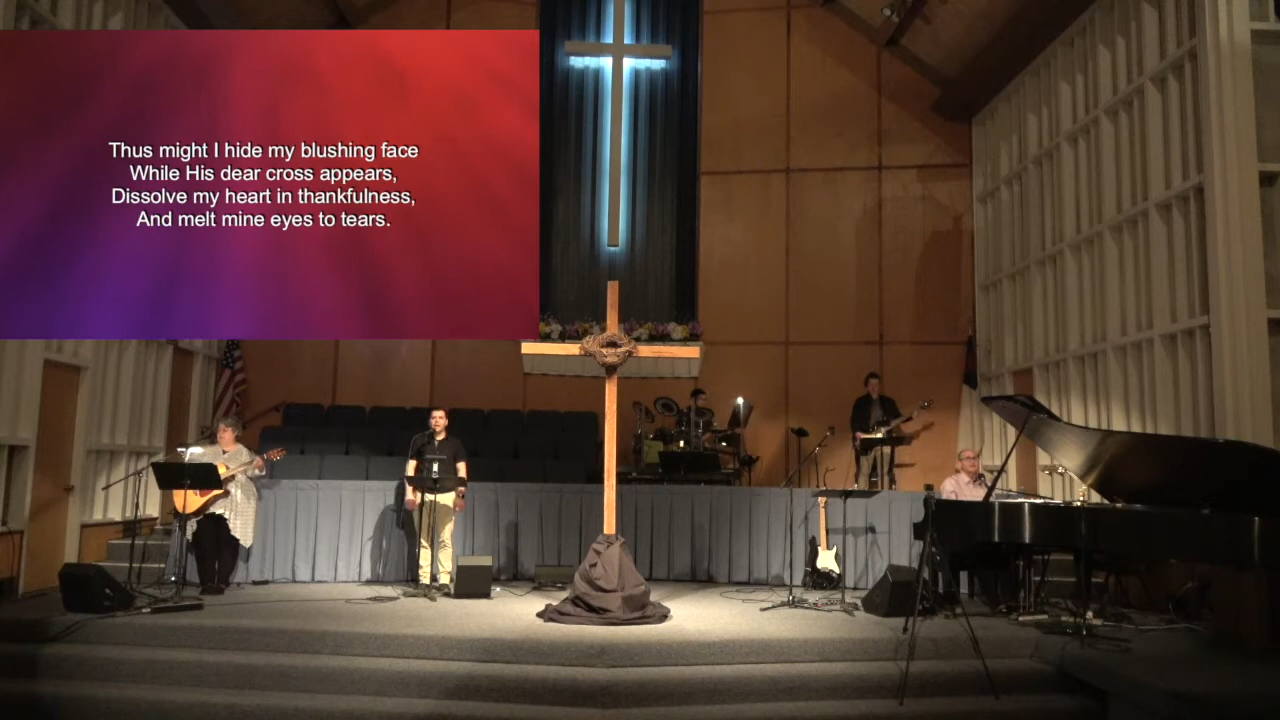 Thus might I hide my blushing face
While His dear cross appears,
Dissolve my heart in thankfulness,
And melt mine eyes to tears.